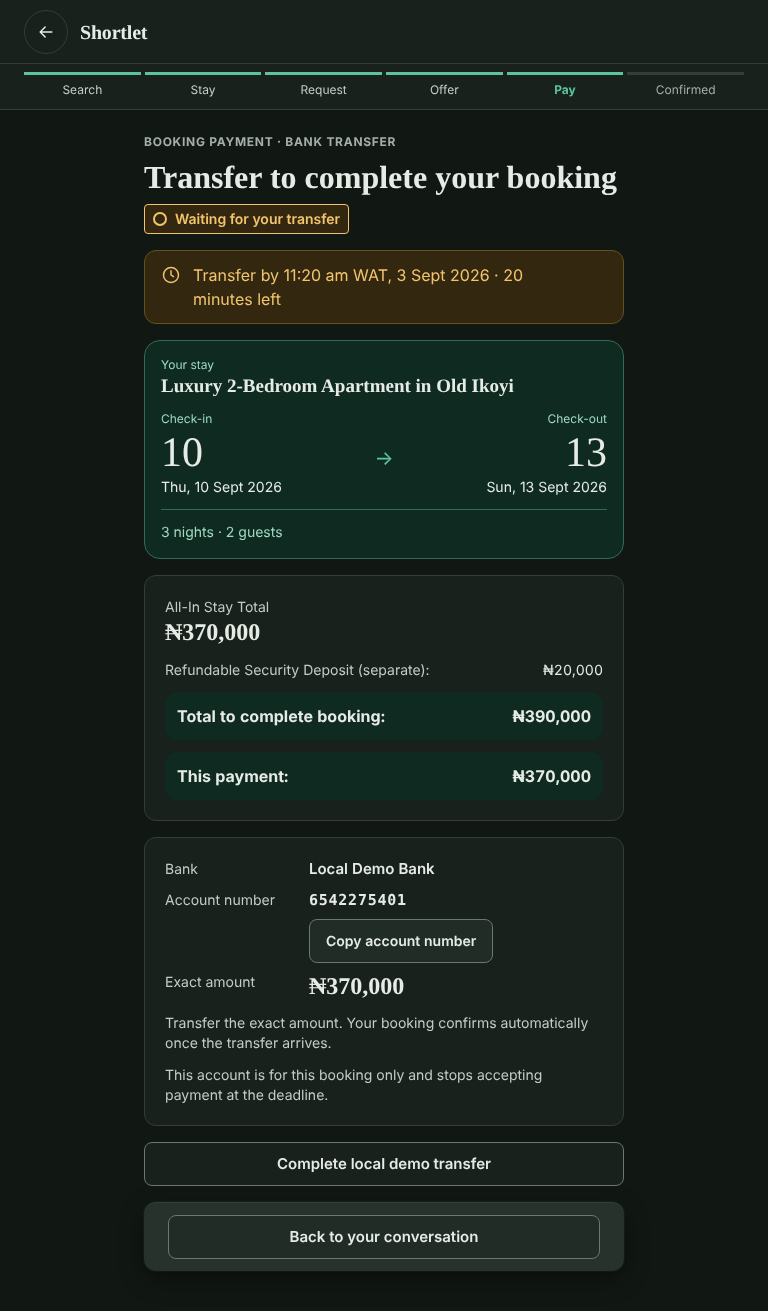 Shortlet
Search
Stay
Request
Offer
Pay
Confirmed
BOOKING PAYMENT · BANK TRANSFER
Transfer to complete your booking
Waiting for your transfer
Transfer by 11:20 am WAT, 3 Sept 2026 · 20
minutes left
Your stay
Luxury 2-Bedroom Apartment in Old Ikoyi
Check-in
Check-out
10
→
13
Thu, 10 Sept 2026
Sun, 13 Sept 2026
3 nights · 2 guests
All-In Stay Total
₦370,000
Refundable Security Deposit (separate): ₦20,000
Total to complete booking: ₦390,000
This payment: ₦370,000
Bank Local Demo Bank
Account number 6542275401
Copy account number
Exact amount ₦370,000
Transfer the exact amount. Your booking confirms automatically
once the transfer arrives.
This account is for this booking only and stops accepting
payment at the deadline.
Complete local demo transfer
Back to your conversation